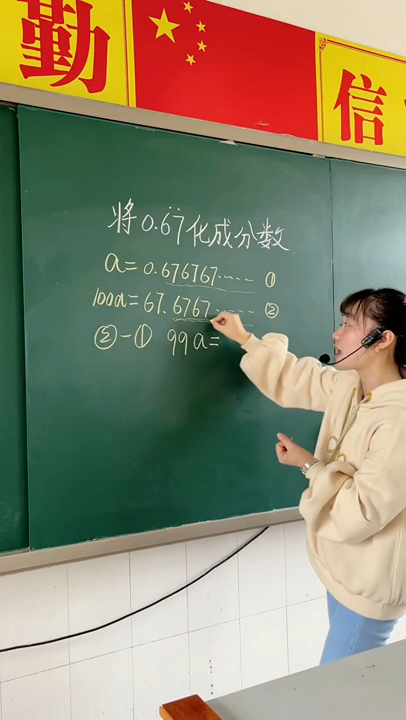 勤
信
将0.6̇7̇化成分数
a=0.676767…… ①
100a=67.6767…… ②
②-① 99a=